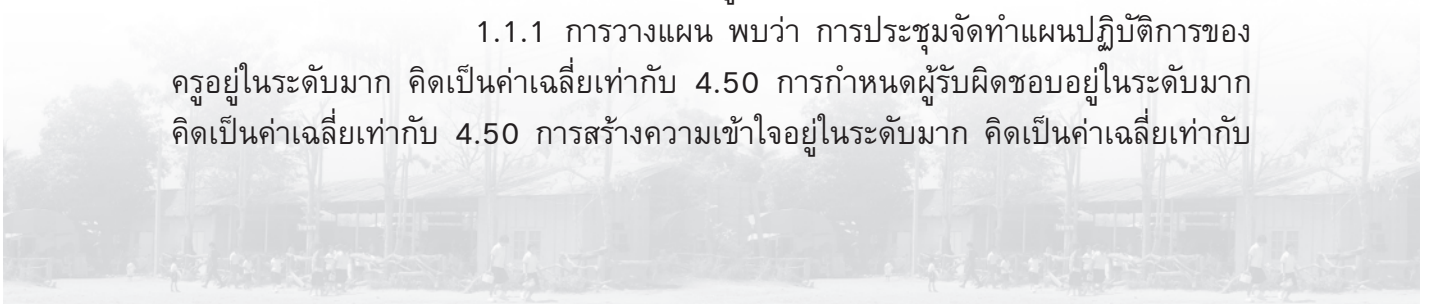 1.1.1 การวางแผน พบว่า การประชุมจัดทำแผนปฏิบัติการของ
ครูอยู่ในระดับมาก คิดเป็นค่าเฉลี่ยเท่ากับ 4.50 การกำหนดผู้รับผิดชอบอยู่ในระดับมาก
คิดเป็นค่าเฉลี่ยเท่ากับ 4.50 การสร้างความเข้าใจอยู่ในระดับมาก คิดเป็นค่าเฉลี่ยเท่ากับ